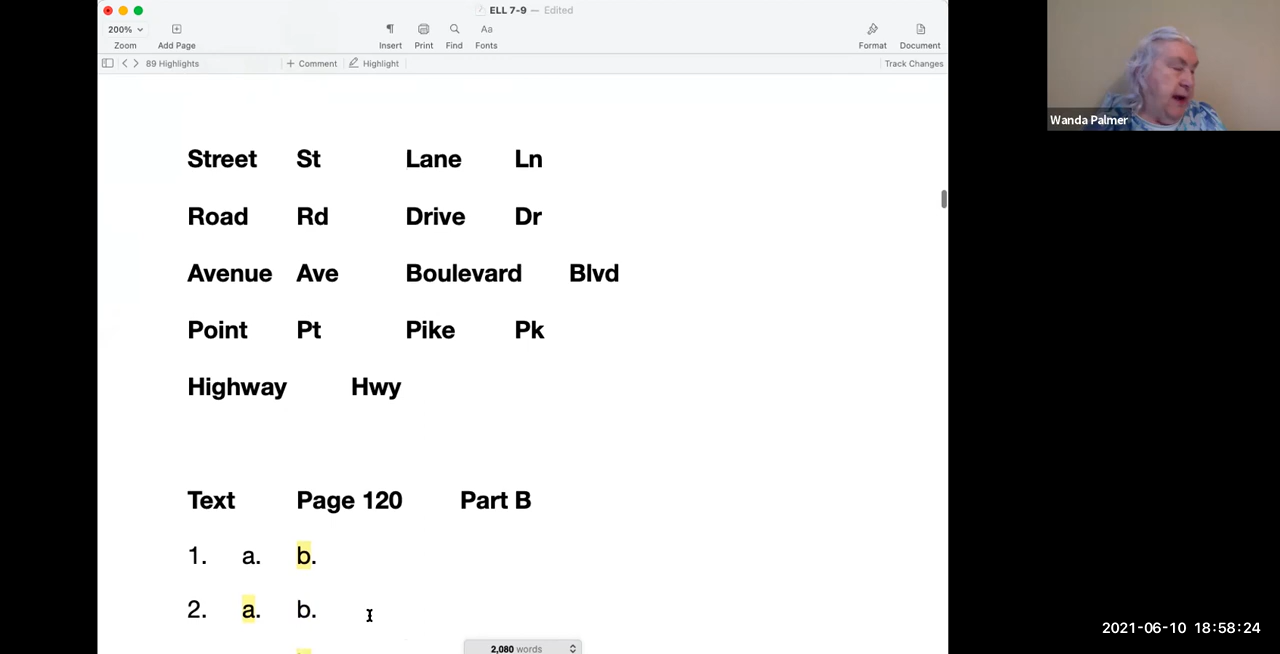 ELL 7-9 — Edited
200%
Zoom Add Page Insert Print Find Fonts Format Document
89 Highlights + Comment Highlight Track Changes
Wanda Palmer
Street St Lane Ln
Road Rd Drive Dr
Avenue Ave Boulevard Blvd
Point Pt Pike Pk
Highway Hwy
Text Page 120 Part B
1. a. b.
2. a. b.
2,080 words
2021-06-10 18:58:24